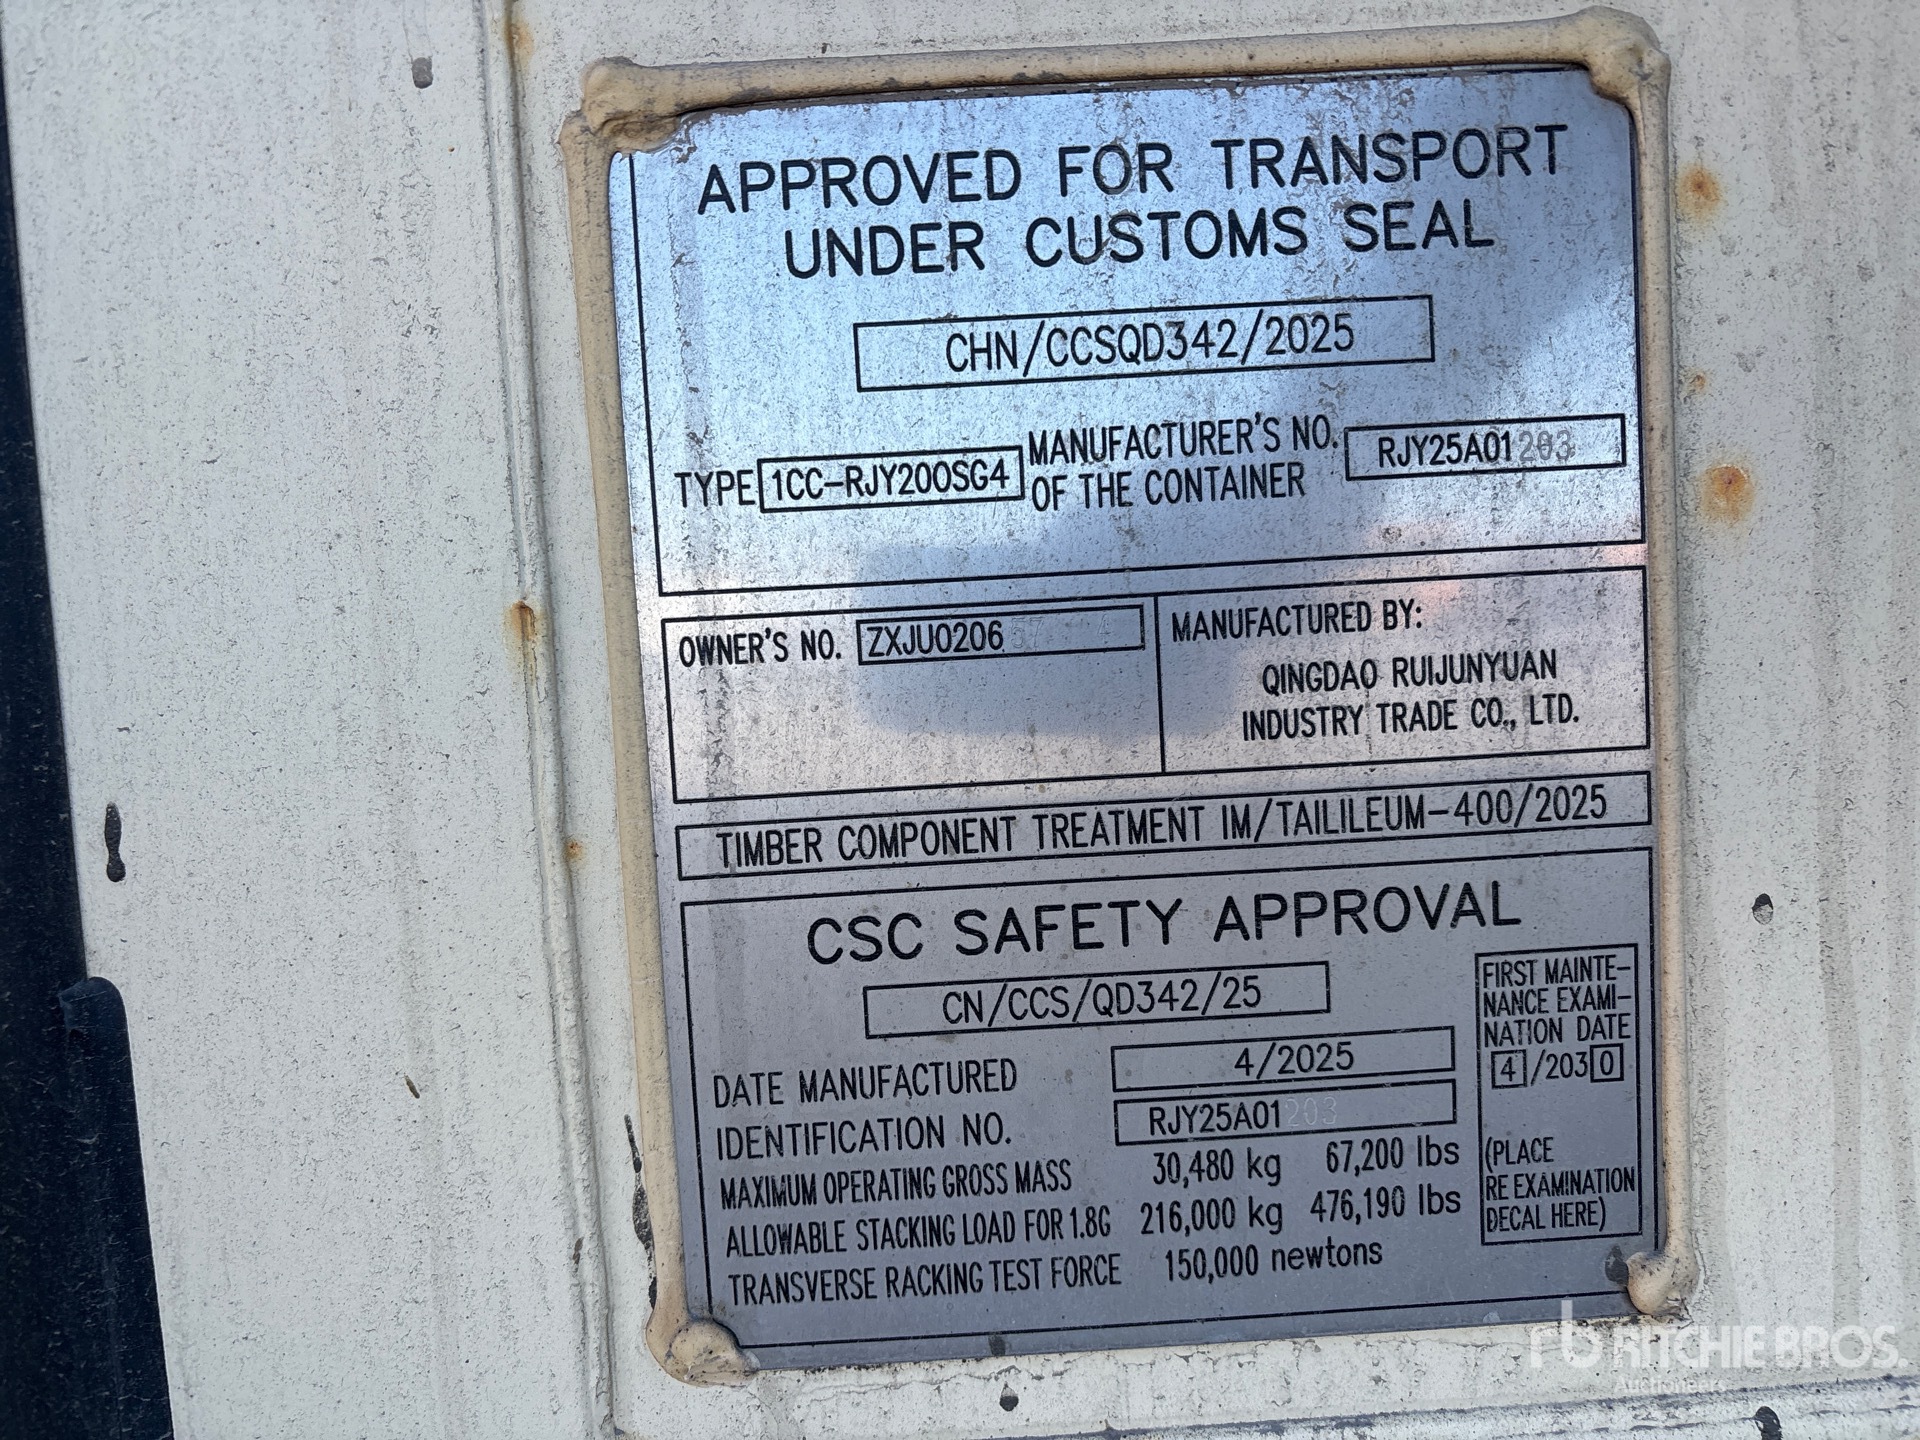 APPROVED FOR TRANSPORT
UNDER CUSTOMS SEAL
CHN/CCSQD342/2025
TYPE 1CC-RJY200SG4 MANUFACTURER'S NO. OF THE CONTAINER RJY25A01203
OWNER'S NO. ZXJU0206
MANUFACTURED BY:
QINGDAO RUIJUNYUAN
INDUSTRY TRADE CO., LTD.
TIMBER COMPONENT TREATMENT IM/TAILILEUM-400/2025
CSC SAFETY APPROVAL
CN/CCS/QD342/25
DATE MANUFACTURED 4/2025
IDENTIFICATION NO. RJY25A01203
MAXIMUM OPERATING GROSS MASS 30,480 kg 67,200 lbs
ALLOWABLE STACKING LOAD FOR 1.8G 216,000 kg 476,190 lbs
TRANSVERSE RACKING TEST FORCE 150,000 newtons
FIRST MAINTE-
NANCE EXAMI-
NATION DATE
4/2030
(PLACE
RE EXAMINATION
DECAL HERE)
rb RITCHIE BROS.
Auctioneers